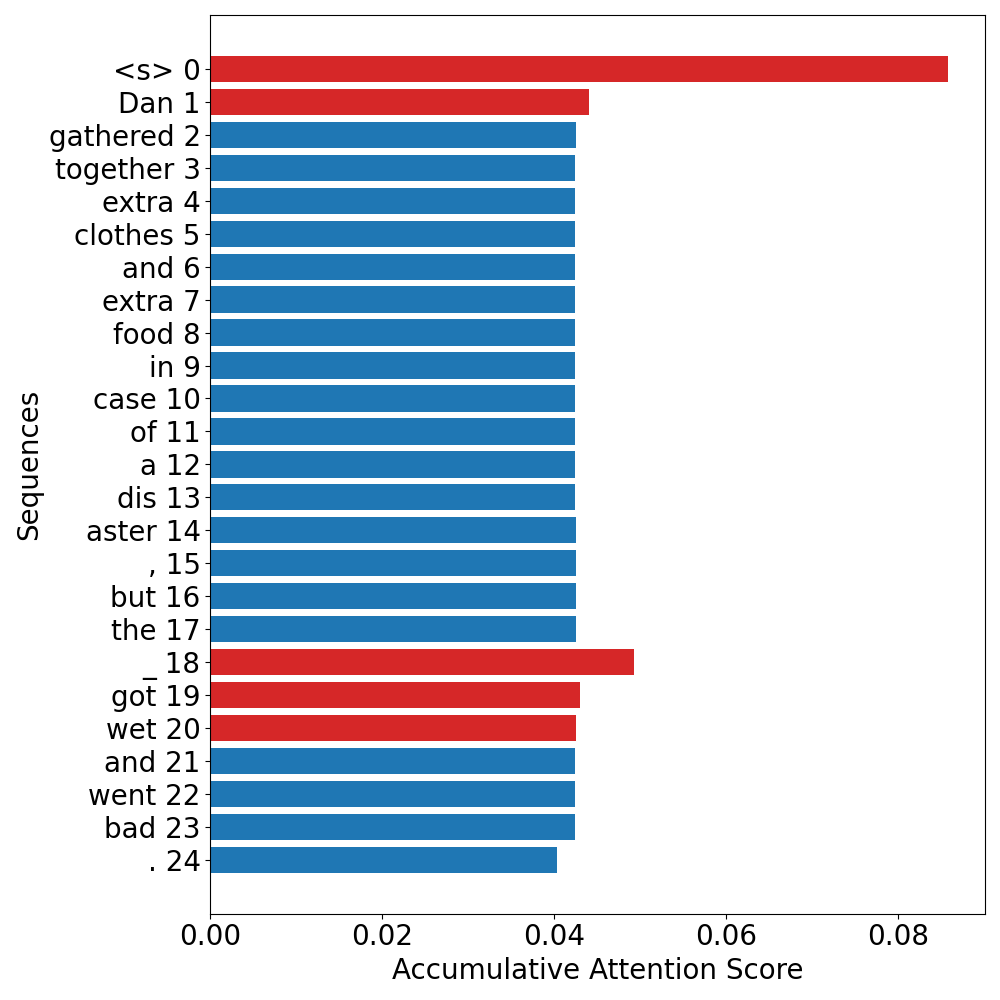 <s> 0
Dan 1
gathered 2
together 3
extra 4
clothes 5
and 6
extra 7
food 8
in 9
case 10
of 11
a 12
dis 13
aster 14
, 15
but 16
the 17
_ 18
got 19
wet 20
and 21
went 22
bad 23
. 24
Sequences
0.00 0.02 0.04 0.06 0.08
Accumulative Attention Score